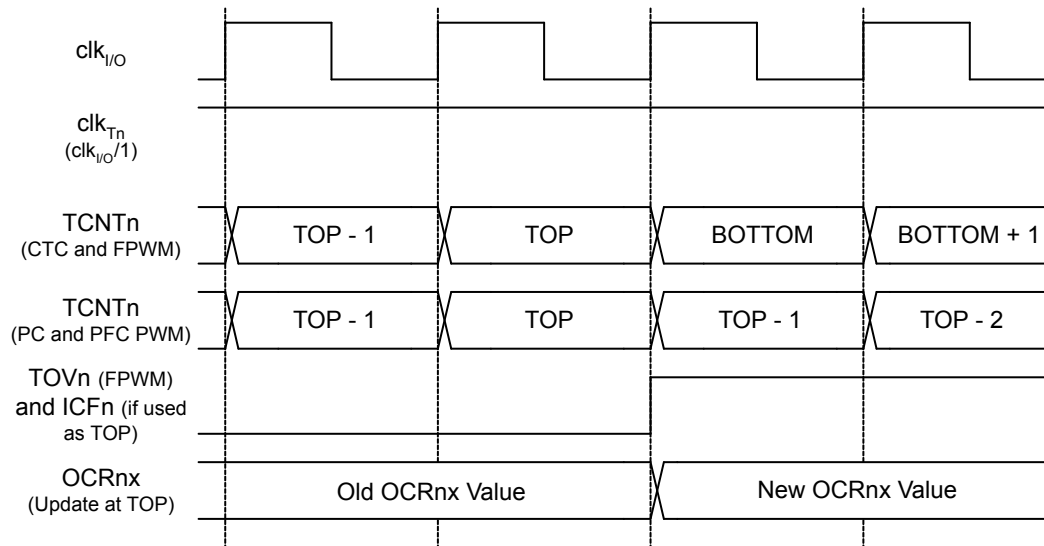 clkI/O
clkTn
(clkI/O/1)
TCNTn
(CTC and FPWM)
TOP - 1 TOP BOTTOM BOTTOM + 1
TCNTn
(PC and PFC PWM)
TOP - 1 TOP TOP - 1 TOP - 2
TOVn (FPWM)
and ICFn (if used
as TOP)
OCRnx
(Update at TOP)
Old OCRnx Value New OCRnx Value